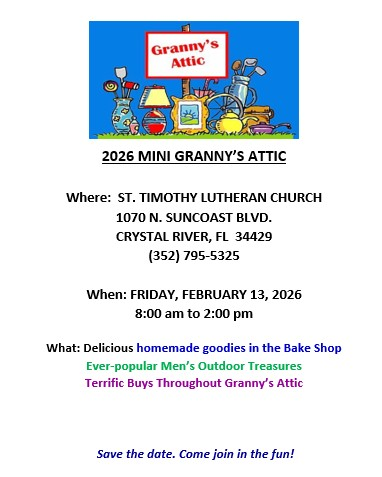 Granny's
Attic
2026 MINI GRANNY'S ATTIC
Where: ST. TIMOTHY LUTHERAN CHURCH
1070 N. SUNCOAST BLVD.
CRYSTAL RIVER, FL 34429
(352) 795-5325
When: FRIDAY, FEBRUARY 13, 2026
8:00 am to 2:00 pm
What: Delicious homemade goodies in the Bake Shop
Ever-popular Men's Outdoor Treasures
Terrific Buys Throughout Granny's Attic
Save the date. Come join in the fun!